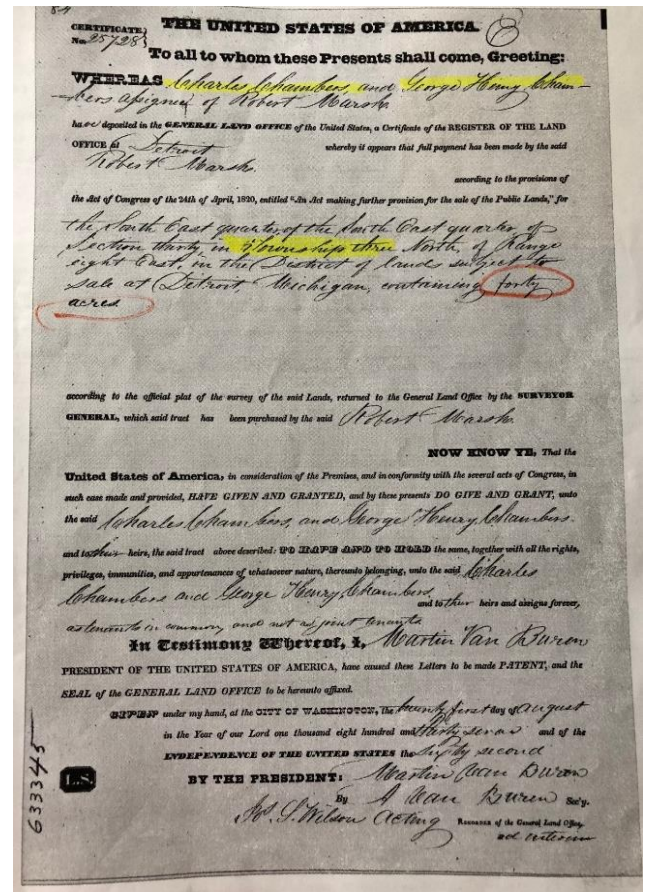 CERTIFICATE THE UNITED STATES OF AMERICA.
No. 25728
To all to whom these Presents shall come, Greeting:
WHEREAS Charles Chambers, and George Henry Cham-
bers assignees of Robert Marsh
have deposited in the GENERAL LAND OFFICE of the United States, a Certificate of the REGISTER OF THE LAND
OFFICE at Detroit whereby it appears that full payment has been made by the said
Robert Marsh.
according to the provisions of
the Act of Congress of the 24th of April, 1820, entitled "An Act making further provision for the sale of the Public Lands," for
the South East quarter, of the South East quarter, of
Section thirty in Township three North, of Range
eight East, in the District of lands subject to
sale at Detroit, Michigan, containing forty
acres
according to the official plat of the survey of the said Lands, returned to the General Land Office by the SURVEYOR
GENERAL, which said tract has been purchased by the said Robert Marsh.
NOW KNOW YE, That the
United States of America, in consideration of the Premises, and in conformity with the several acts of Congress, in
such case made and provided, HAVE GIVEN AND GRANTED, and by these presents DO GIVE AND GRANT, unto
the said Charles Chambers, and George Henry Chambers.
and to their heirs, the said tract above described: TO HAVE AND TO HOLD the same, together with all the rights,
privileges, immunities, and appurtenances of whatsoever nature, thereunto belonging, unto the said Charles
Chambers and George Henry Chambers,
and to their heirs and assigns forever,
as tenants in common, and not as joint tenants
In Testimony Whereof, I, Martin Van Buren
PRESIDENT OF THE UNITED STATES OF AMERICA, have caused these Letters to be made PATENT, and the
SEAL of the GENERAL LAND OFFICE to be hereunto affixed.
GIVEN under my hand, at the CITY OF WASHINGTON, the twenty first day of August
in the Year of our Lord one thousand eight hundred and thirty seven and of the
INDEPENDENCE OF THE UNITED STATES the sixty second
BY THE PRESIDENT: Martin Van Buren
By A Van Buren Sec'y.
Jos. S. Wilson Acting RECORDER of the General Land Office
ad interim
L.S.
633345